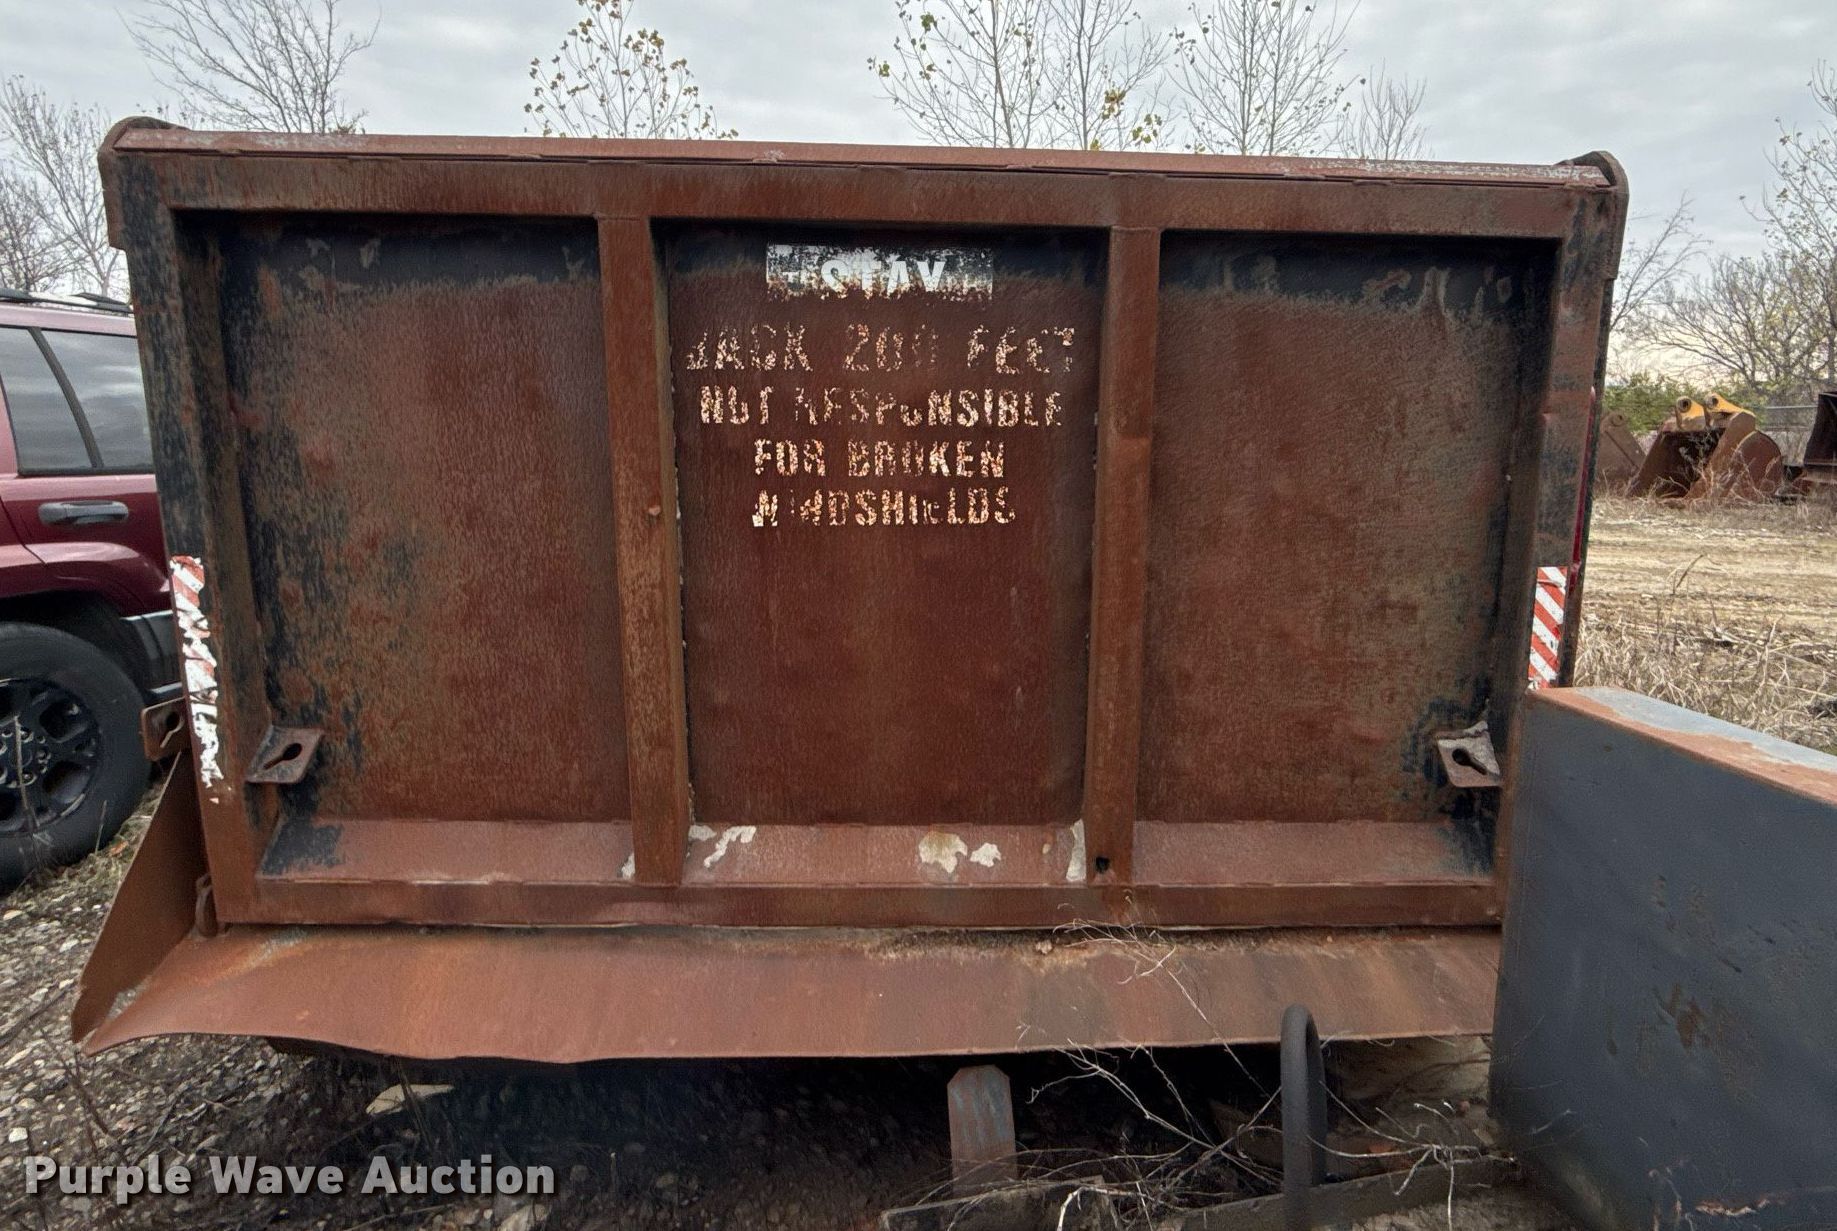 STAY
BACK 200 FEET
NOT RESPONSIBLE
FOR BROKEN
WINDSHIELDS
Purple Wave Auction